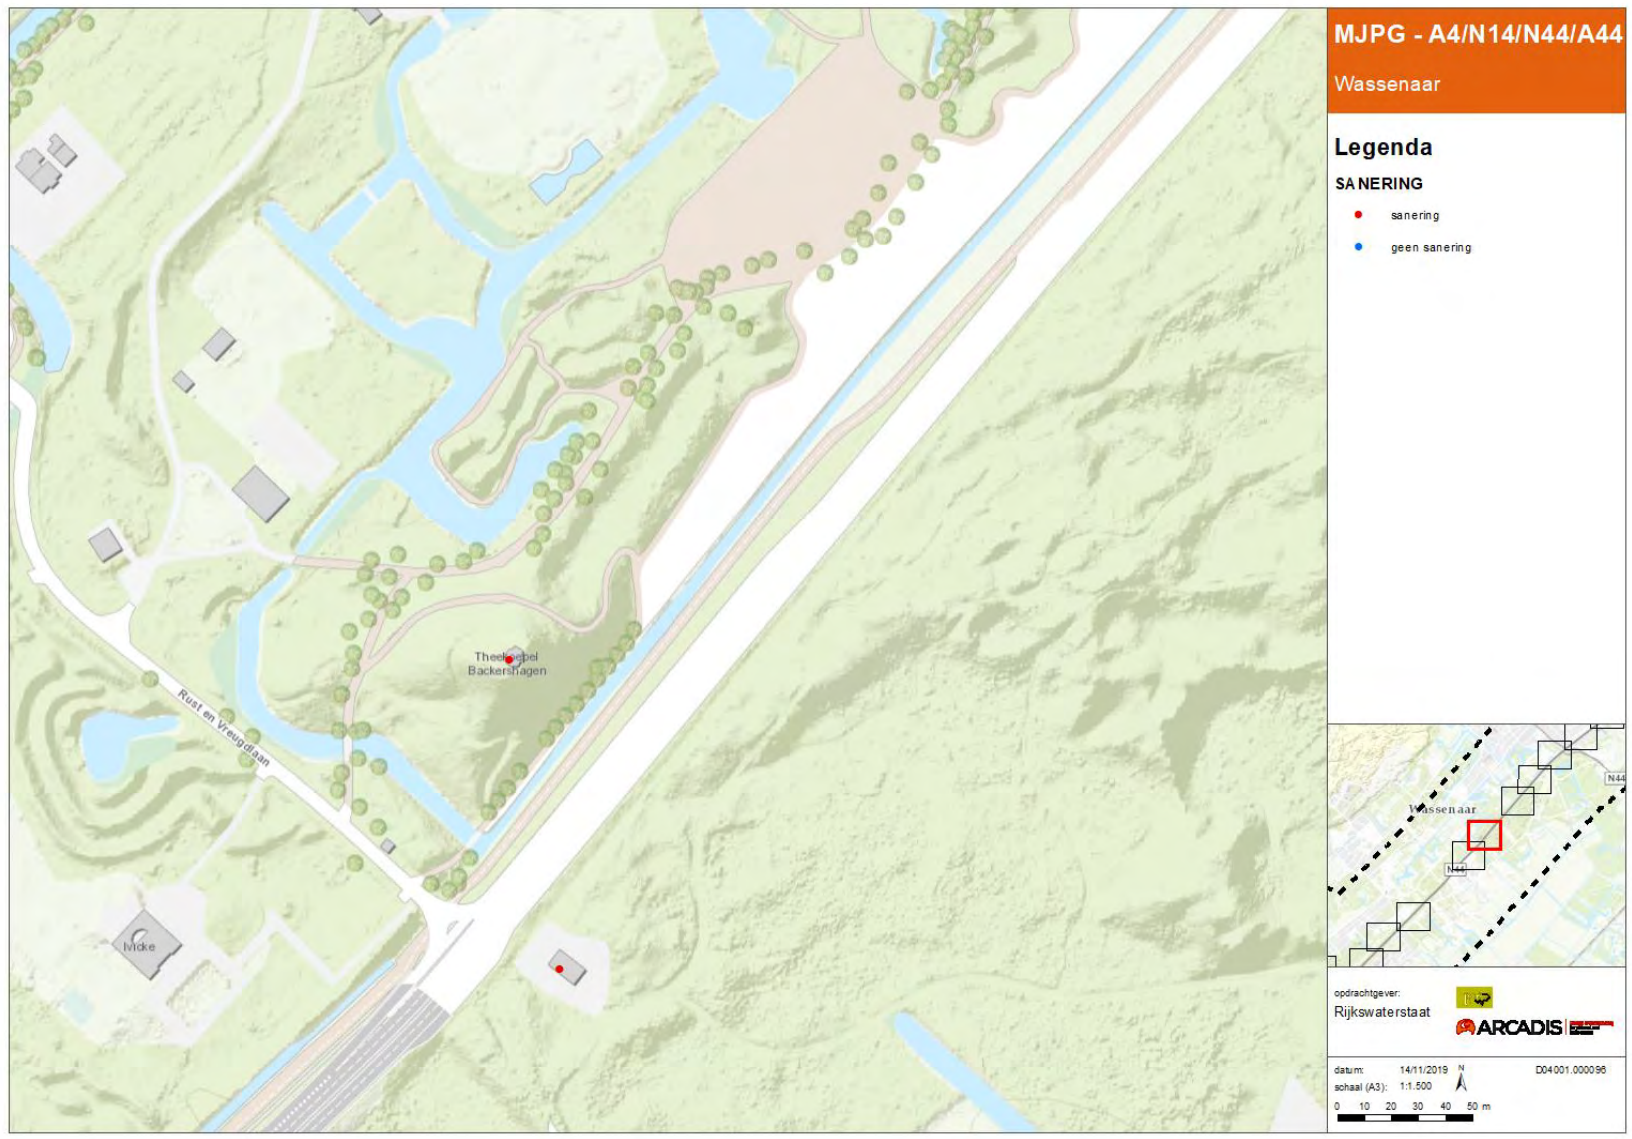 MJPG - A4/N14/N44/A44
Wassenaar
Legenda
SANERING
sanering
geen sanering
Rust en Vreugdlaan
Backershagen
Ivicke
Wassenaar
N44
N44
opdrachtgever:
Rijkswaterstaat
ARCADIS
datum: 14/11/2019 N D04001.000096
schaal (A3): 1:1.500
0 10 20 30 40 50 m